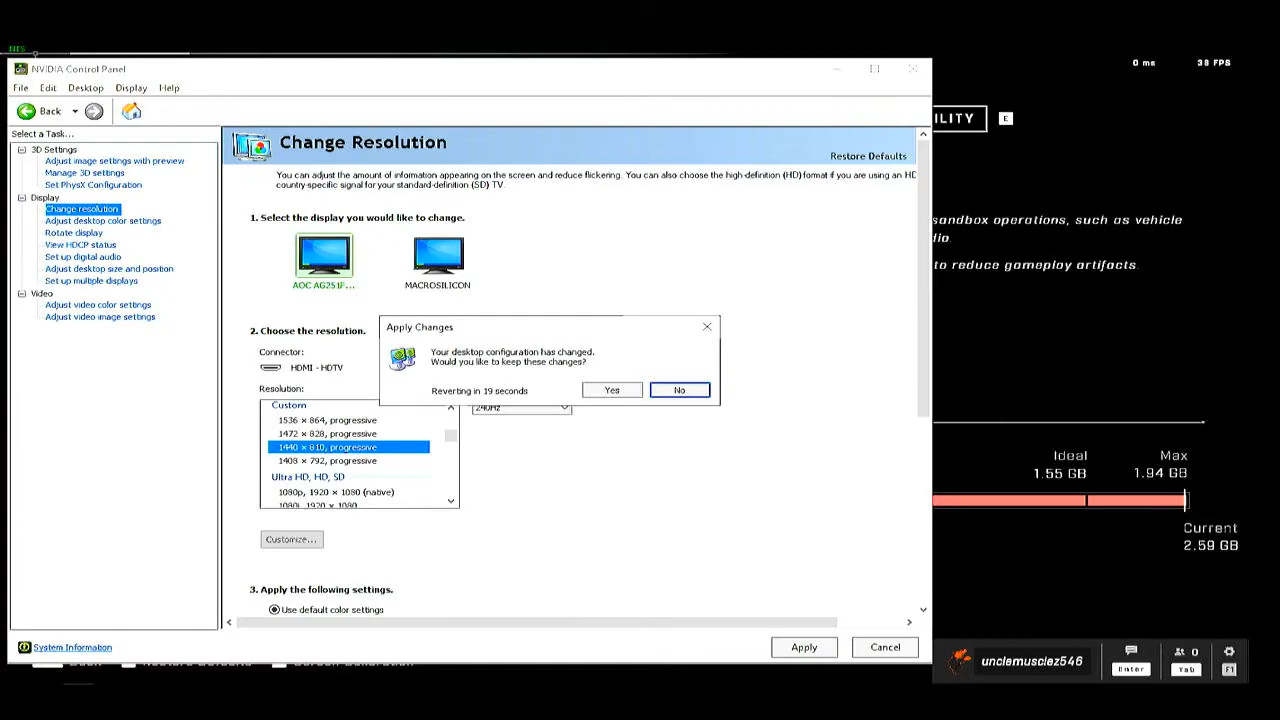 NIS
NVIDIA Control Panel
0 ms
38 FPS
File Edit Desktop Display Help
Back
ILITY
E
Select a Task...
3D Settings
Adjust image settings with preview
Manage 3D settings
Set PhysX Configuration
Display
Change resolution
Adjust desktop color settings
Rotate display
View HDCP status
Set up digital audio
Adjust desktop size and position
Set up multiple displays
Video
Adjust video color settings
Adjust video image settings
Change Resolution
Restore Defaults
You can adjust the amount of information appearing on the screen and reduce flickering. You can also choose the high-definition (HD) format if you are using an HD
country-specific signal for your standard-definition (SD) TV.
1. Select the display you would like to change.
AOC AG251F...
MACROSILICON
2. Choose the resolution.
Connector:
HDMI - HDTV
Resolution:
Custom
1536 × 864, progressive
1472 × 828, progressive
1440 × 810, progressive
1408 × 792, progressive
Ultra HD, HD, SD
1080p, 1920 × 1080 (native)
1080i, 1920 × 1080
240Hz
Customize...
3. Apply the following settings.
Use default color settings
Apply Changes
Your desktop configuration has changed.
Would you like to keep these changes?
Reverting in 19 seconds
Yes
No
System Information
Apply
Cancel
sandbox operations, such as vehicle
dio.
to reduce gameplay artifacts.
Ideal
Max
1.55 GB
1.94 GB
Current
2.59 GB
unclemusclez546
Enter
0
Tab
F1